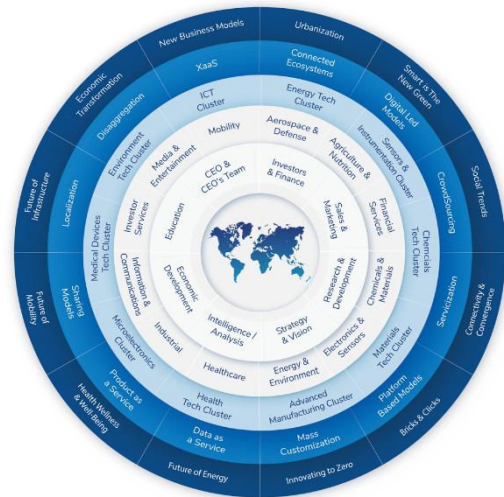 Urbanization
Smart is The
New Green
Social Trends
Connectivity &
Convergence
Bricks & Clicks
Innovating to Zero
Future of Energy
Health Wellness
& Well-Being
Future of
Mobility
Future of
Infrastructure
Economic
Transformation
New Business Models
Connected
Ecosystems
Digital Led
Models
CrowdSourcing
Servicization
Platform
Based Models
Mass
Customization
Data as
a Service
Product as
a Service
Sharing
Models
Localization
Disaggregation
XaaS
Energy Tech
Cluster
Sensors &
Instrumentation Cluster
Chemcials
Tech Cluster
Materials
Tech Cluster
Advanced
Manufacturing Cluster
Health
Tech Cluster
Microelectronics
Cluster
Medical Devices
Tech Cluster
Environment
Tech Cluster
ICT
Cluster
Aerospace &
Defense
Agriculture &
Nutrition
Financial
Services
Chemicals &
Materials
Electronics &
Sensors
Energy &
Environment
Healthcare
Industrial
Information &
Communications
Investor
Services
Media &
Entertainment
Mobility
Investors
& Finance
Sales &
Marketing
Research &
Development
Strategy
& Vision
Intelligence /
Analysis
Economic
Development
Education
CEO &
CEO's Team